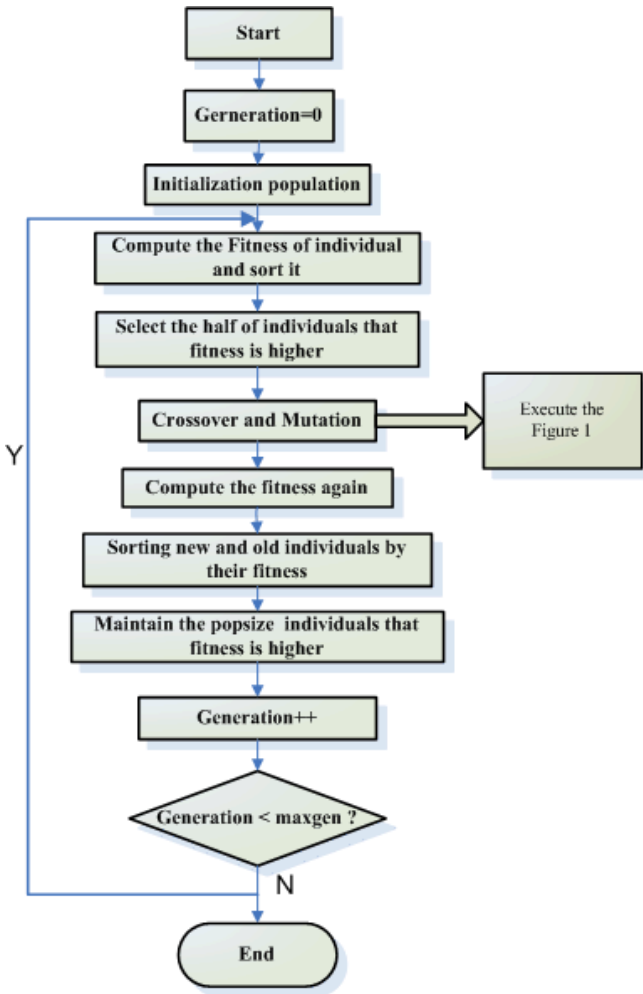 Start
Gerneration=0
Initialization population
Compute the Fitness of individual
and sort it
Select the half of individuals that
fitness is higher
Crossover and Mutation
Execute the
Figure 1
Y
Compute the fitness again
Sorting new and old individuals by
their fitness
Maintain the popsize individuals that
fitness is higher
Generation++
Generation < maxgen ?
N
End